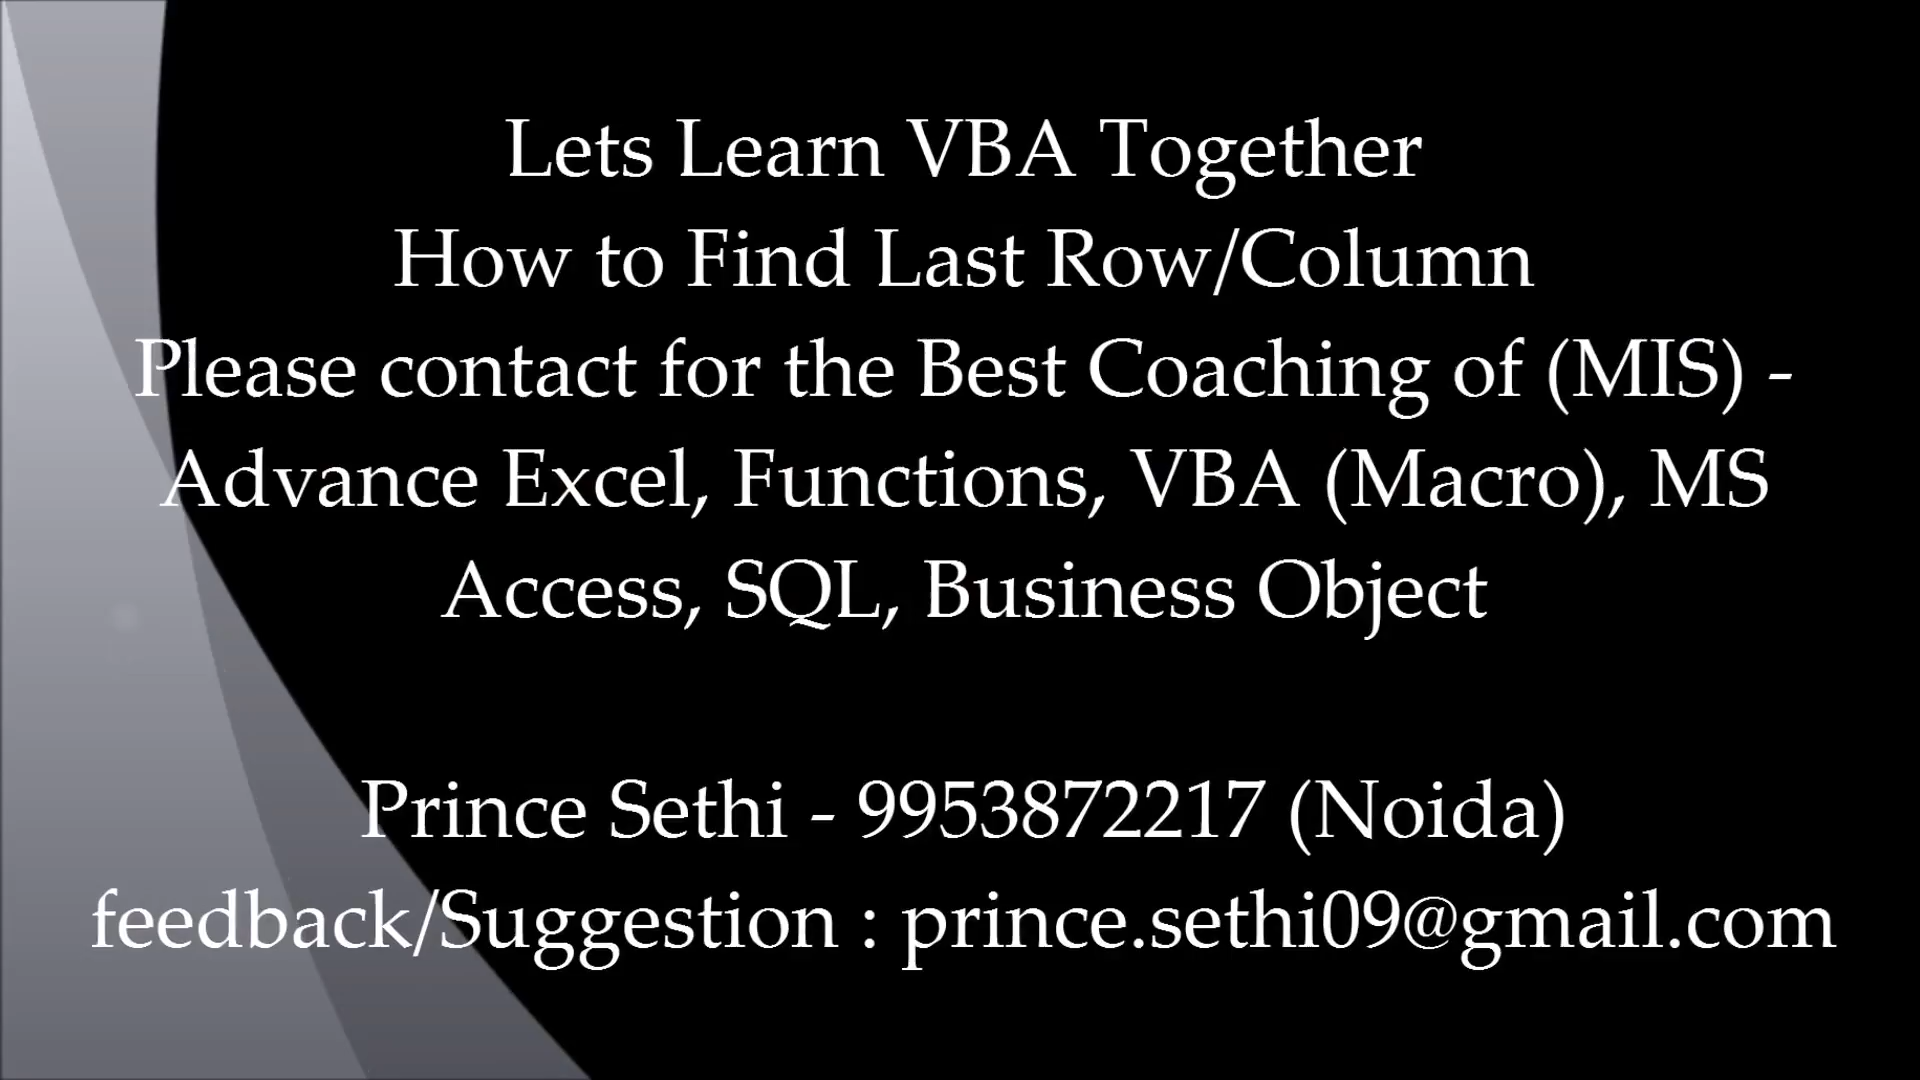 Lets Learn VBA Together
How to Find Last Row/Column
Please contact for the Best Coaching of (MIS) -
Advance Excel, Functions, VBA (Macro), MS
Access, SQL, Business Object
Prince Sethi - 9953872217 (Noida)
feedback/Suggestion : prince.sethi09@gmail.com